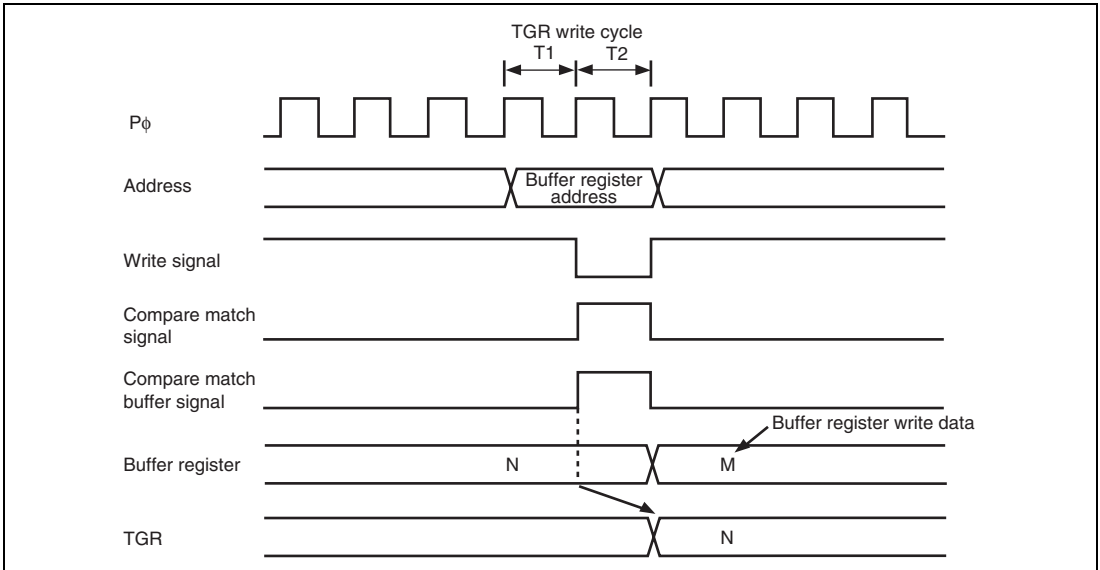 TGR write cycle
T1 T2
Pφ
Address
Buffer register
address
Write signal
Compare match
signal
Compare match
buffer signal
Buffer register write data
Buffer register
N M
TGR
N